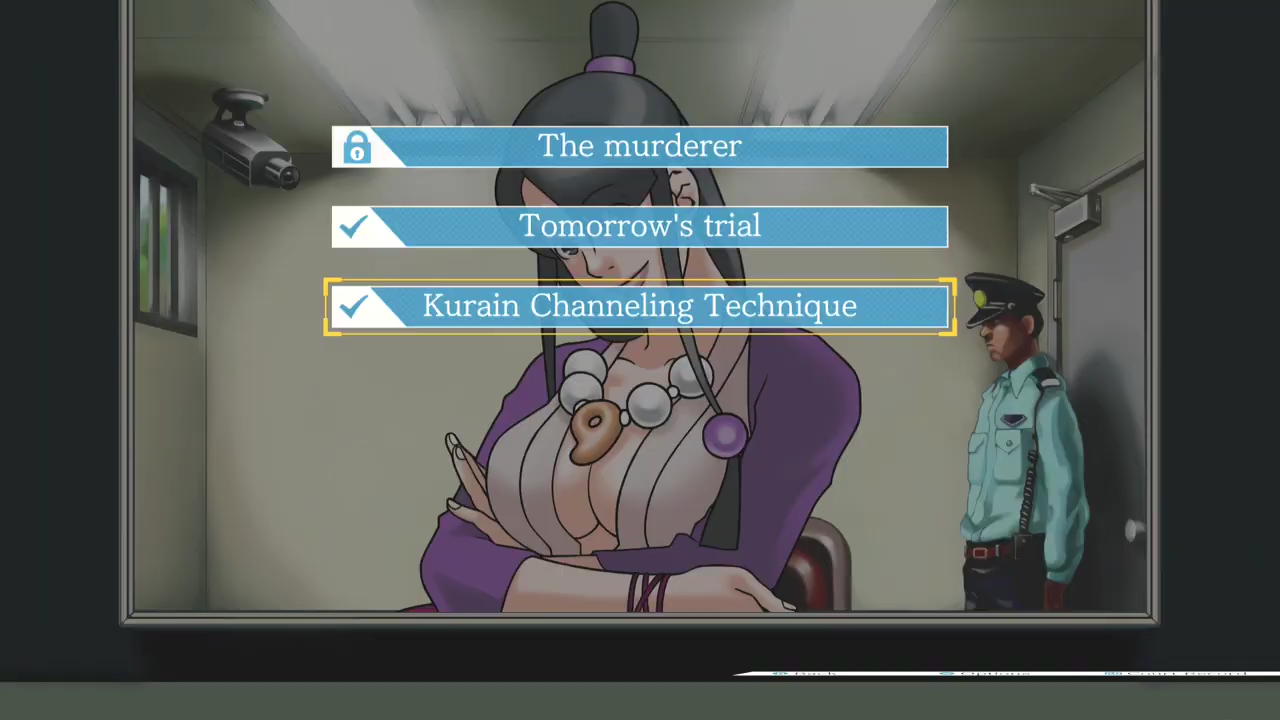 The murderer
Tomorrow's trial
Kurain Channeling Technique